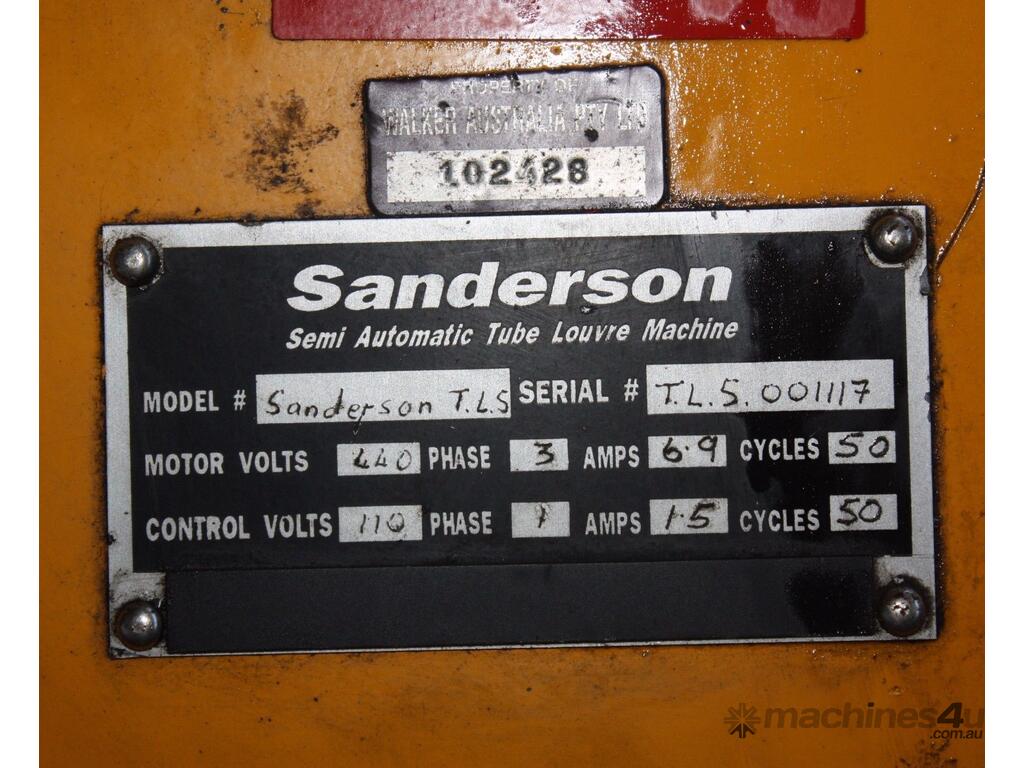 PROPERTY OF
WALKER AUSTRALIA PTY LTD
102428
Sanderson
Semi Automatic Tube Louvre Machine
MODEL # Sanderson T.L.S SERIAL # T.L.S.001117
MOTOR VOLTS 440 PHASE 3 AMPS 6.9 CYCLES 50
CONTROL VOLTS 110 PHASE 1 AMPS 1.5 CYCLES 50
machines4u
.com.au